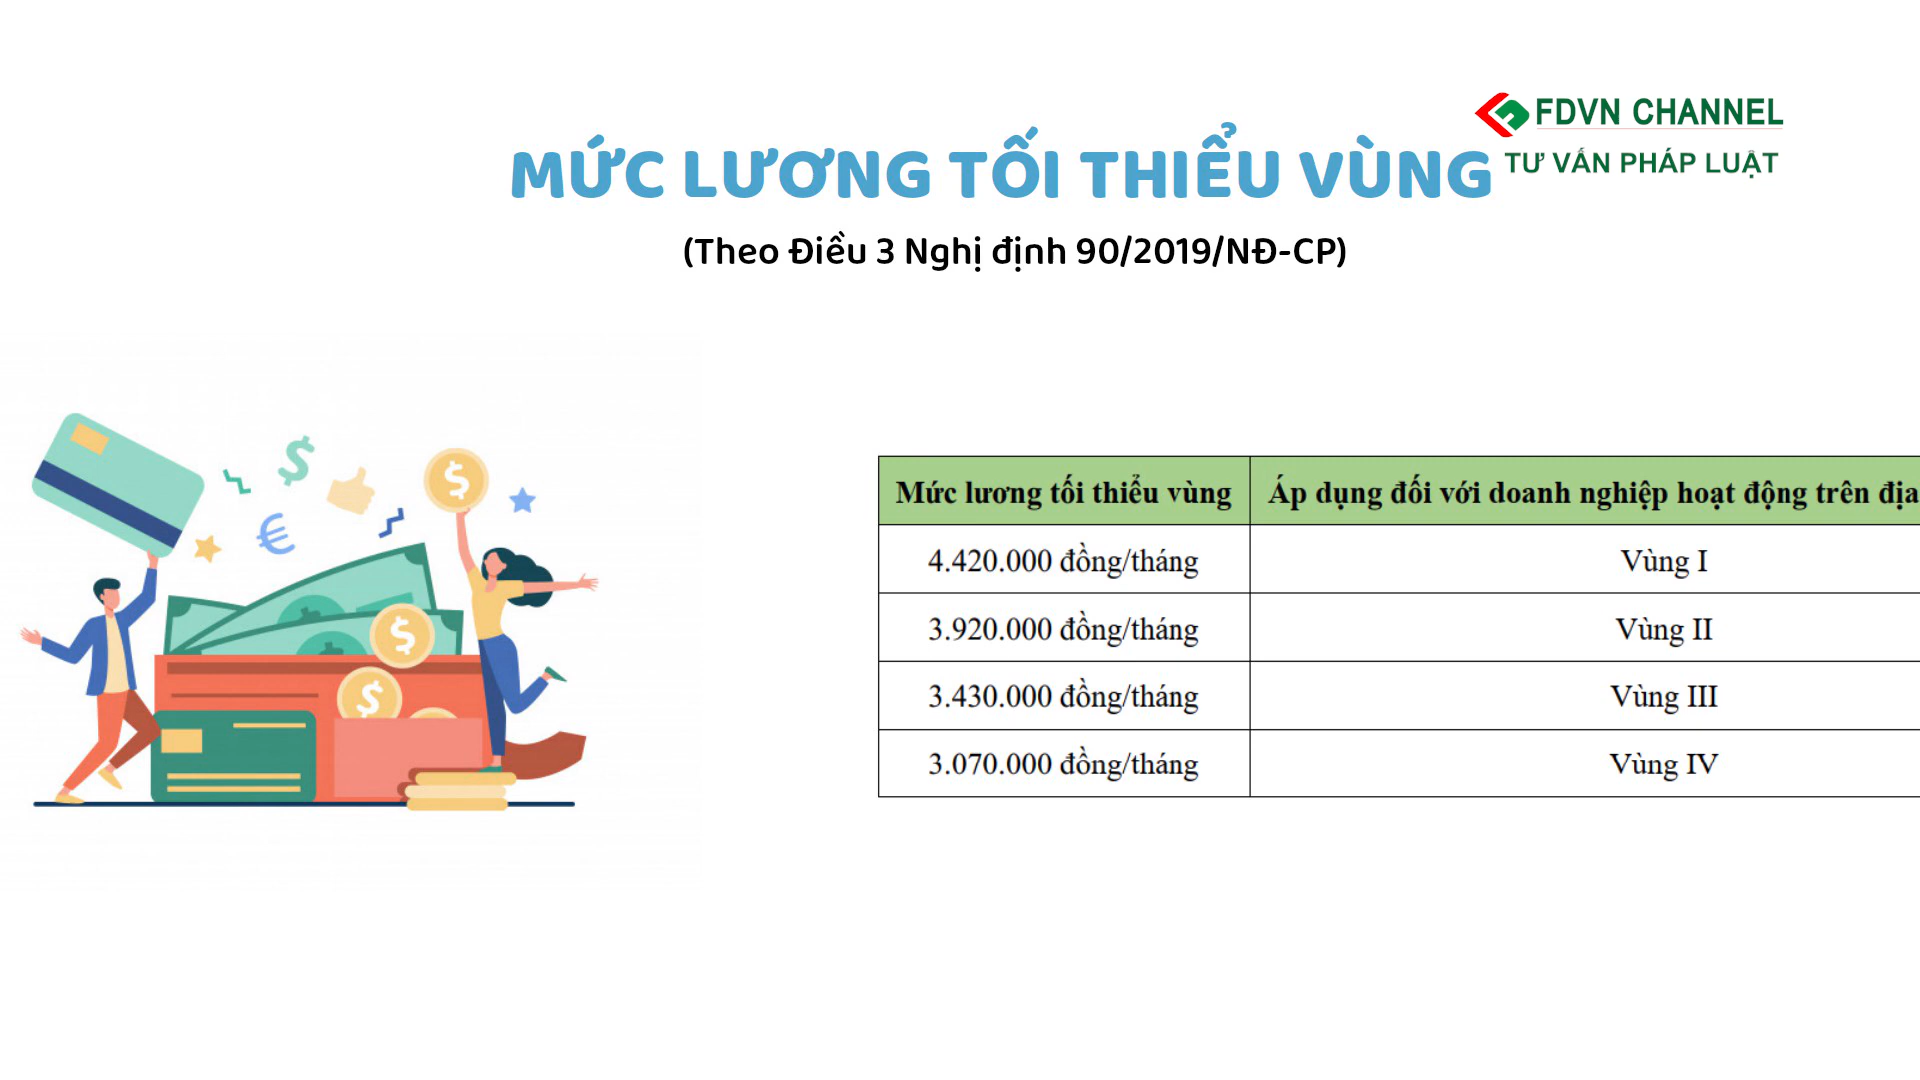 FDVN CHANNEL
TƯ VẤN PHÁP LUẬT
MỨC LƯƠNG TỐI THIỂU VÙNG
(Theo Điều 3 Nghị định 90/2019/NĐ-CP)
Mức lương tối thiểu vùng Áp dụng đối với doanh nghiệp hoạt động trên địa
4.420.000 đồng/tháng Vùng I
3.920.000 đồng/tháng Vùng II
3.430.000 đồng/tháng Vùng III
3.070.000 đồng/tháng Vùng IV